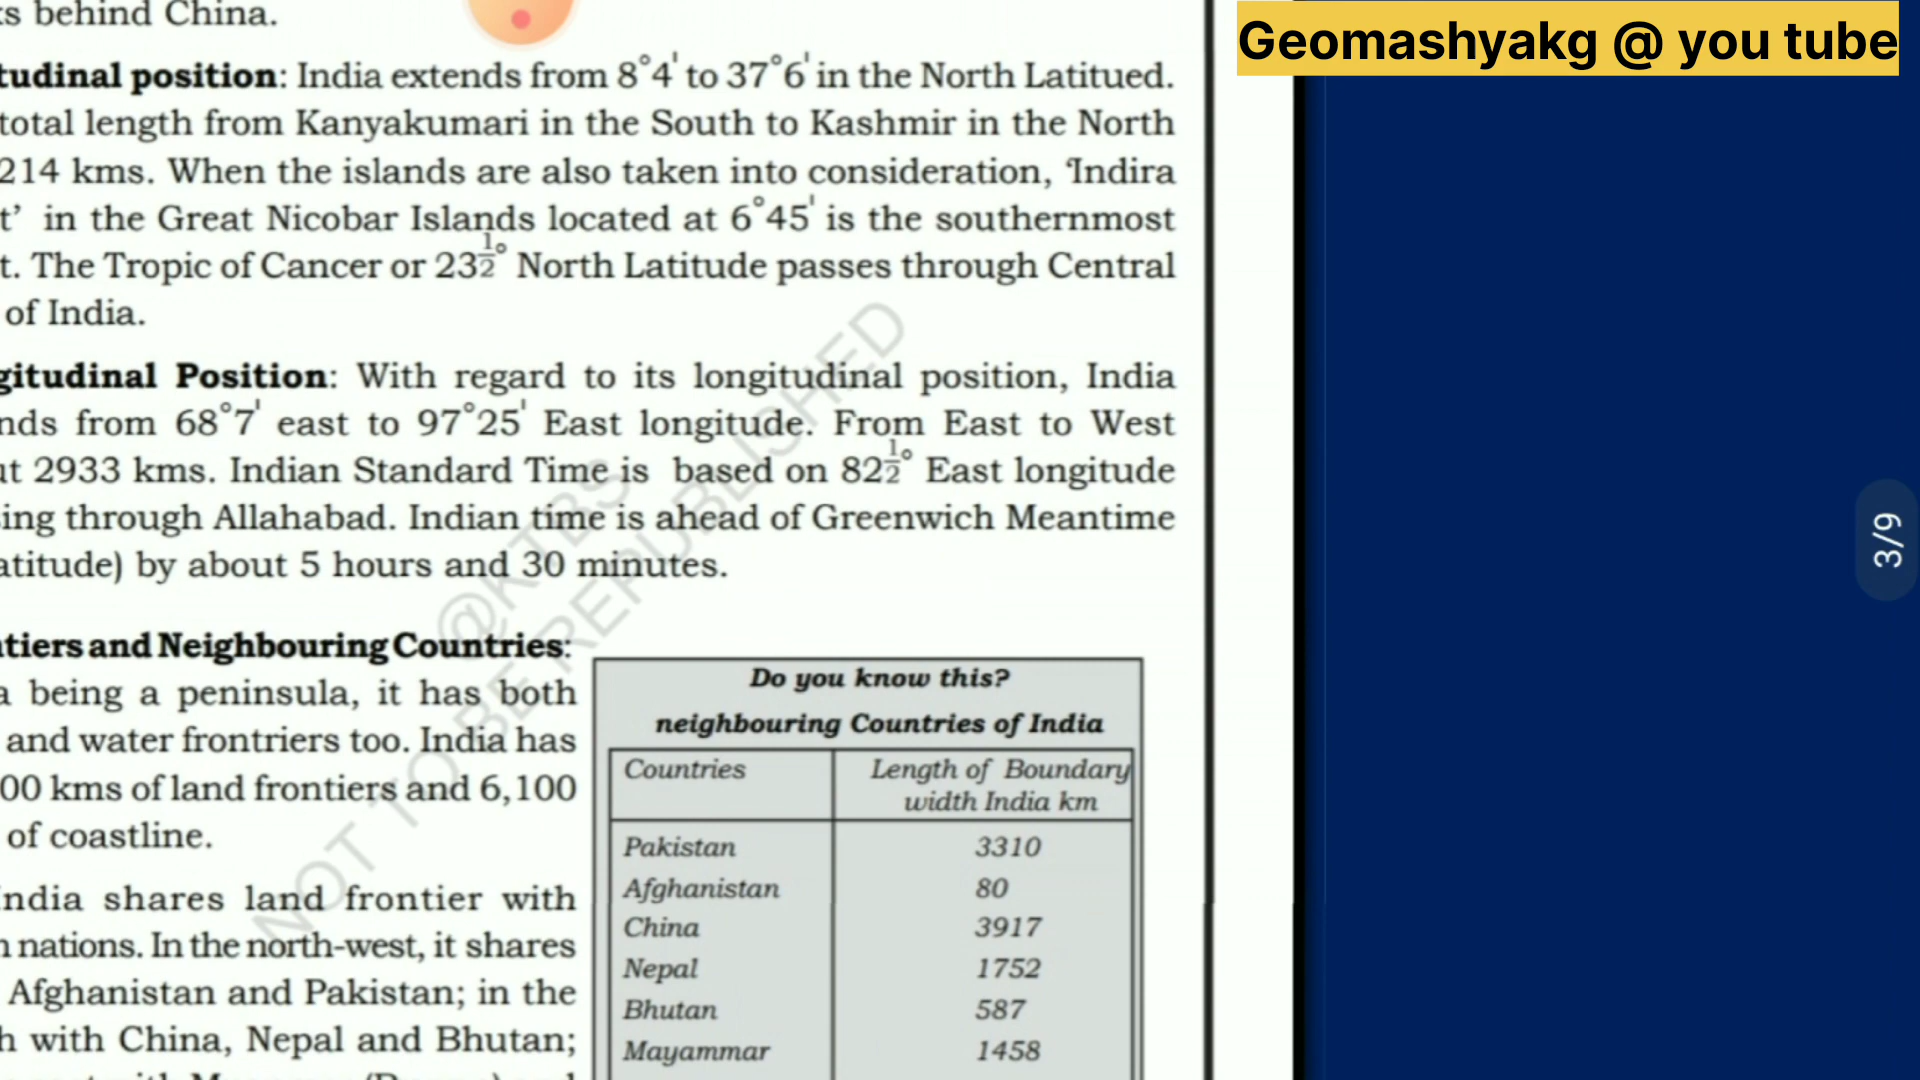 s behind China.
Geomashyakg @ you tube
tudinal position: India extends from 8°4' to 37°6' in the North Latitued.
total length from Kanyakumari in the South to Kashmir in the North
214 kms. When the islands are also taken into consideration, 'Indira
t' in the Great Nicobar Islands located at 6°45' is the southernmost
t. The Tropic of Cancer or 23½° North Latitude passes through Central
of India.
gitudinal Position: With regard to its longitudinal position, India
nds from 68°7' east to 97°25' East longitude. From East to West
ut 2933 kms. Indian Standard Time is based on 82½° East longitude
ing through Allahabad. Indian time is ahead of Greenwich Meantime
atitude) by about 5 hours and 30 minutes.
3/9
@KTBS
NOT TO BE REPUBLISHED
tiers and Neighbouring Countries:
a being a peninsula, it has both
and water frontriers too. India has
00 kms of land frontiers and 6,100
of coastline.
ndia shares land frontier with
n nations. In the north-west, it shares
Afghanistan and Pakistan; in the
h with China, Nepal and Bhutan;
Do you know this?
neighbouring Countries of India
Countries Length of Boundary
width India km
Pakistan 3310
Afghanistan 80
China 3917
Nepal 1752
Bhutan 587
Mayammar 1458